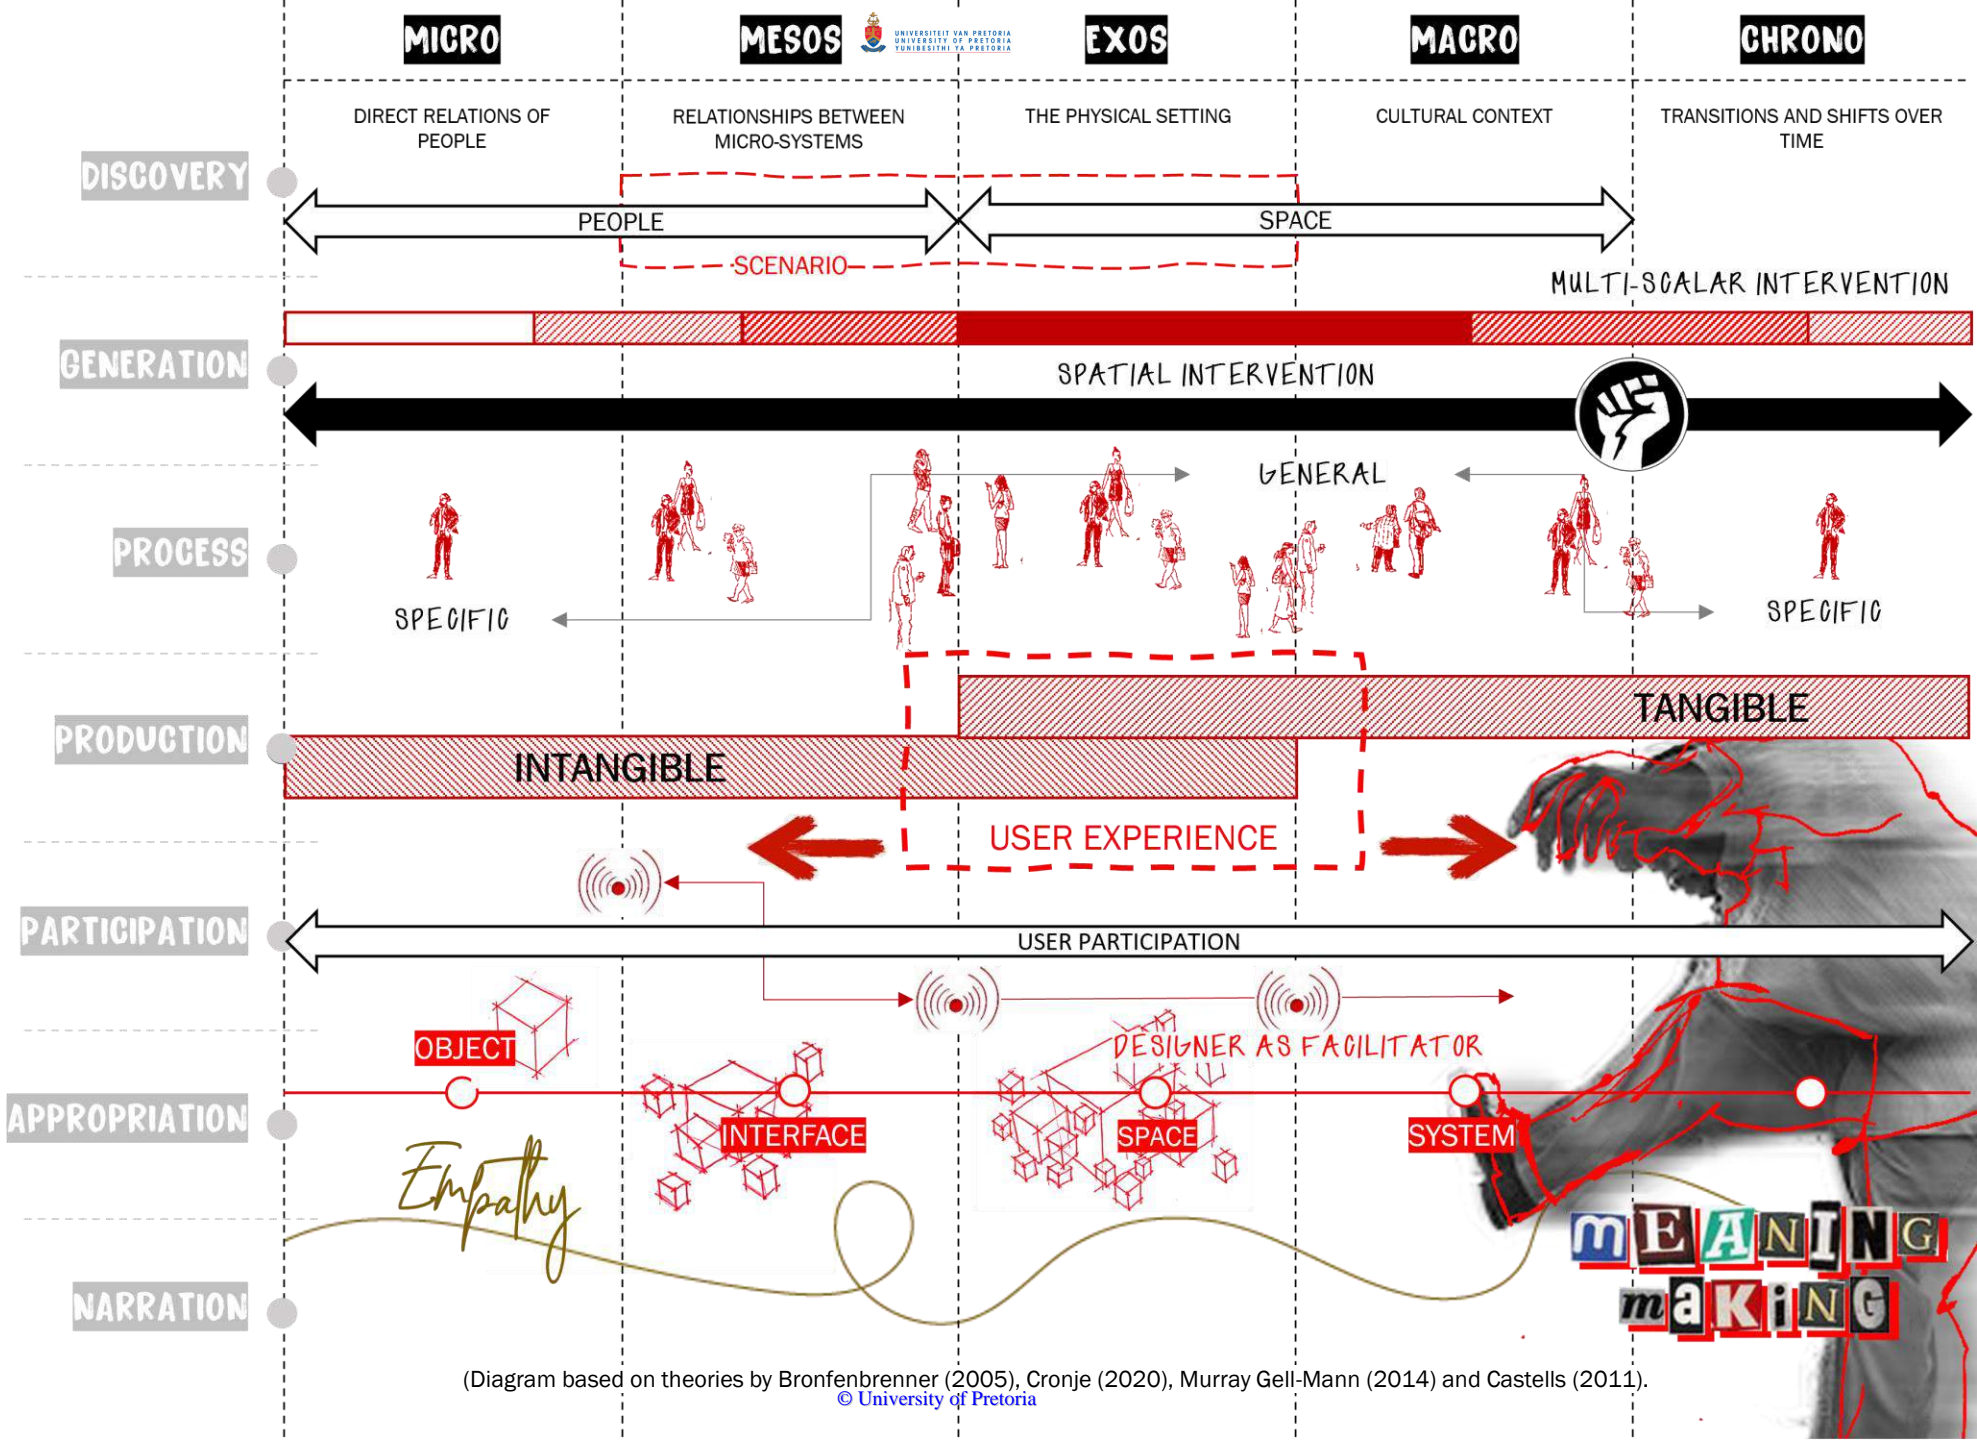 MICRO
MESOS
UNIVERSITEIT VAN PRETORIA
UNIVERSITY OF PRETORIA
YUNIBESITHI YA PRETORIA
EXOS
MACRO
CHRONO
DIRECT RELATIONS OF
PEOPLE
RELATIONSHIPS BETWEEN
MICRO-SYSTEMS
THE PHYSICAL SETTING
CULTURAL CONTEXT
TRANSITIONS AND SHIFTS OVER
TIME
DISCOVERY
PEOPLE
SPACE
SCENARIO
MULTI-SCALAR INTERVENTION
GENERATION
SPATIAL INTERVENTION
GENERAL
PROCESS
SPECIFIC
SPECIFIC
TANGIBLE
PRODUCTION
INTANGIBLE
USER EXPERIENCE
PARTICIPATION
USER PARTICIPATION
OBJECT
DESIGNER AS FACILITATOR
APPROPRIATION
INTERFACE
SPACE
SYSTEM
Empathy
MEANING
maKiNG
NARRATION
(Diagram based on theories by Bronfenbrenner (2005), Cronje (2020), Murray Gell-Mann (2014) and Castells (2011).
© University of Pretoria